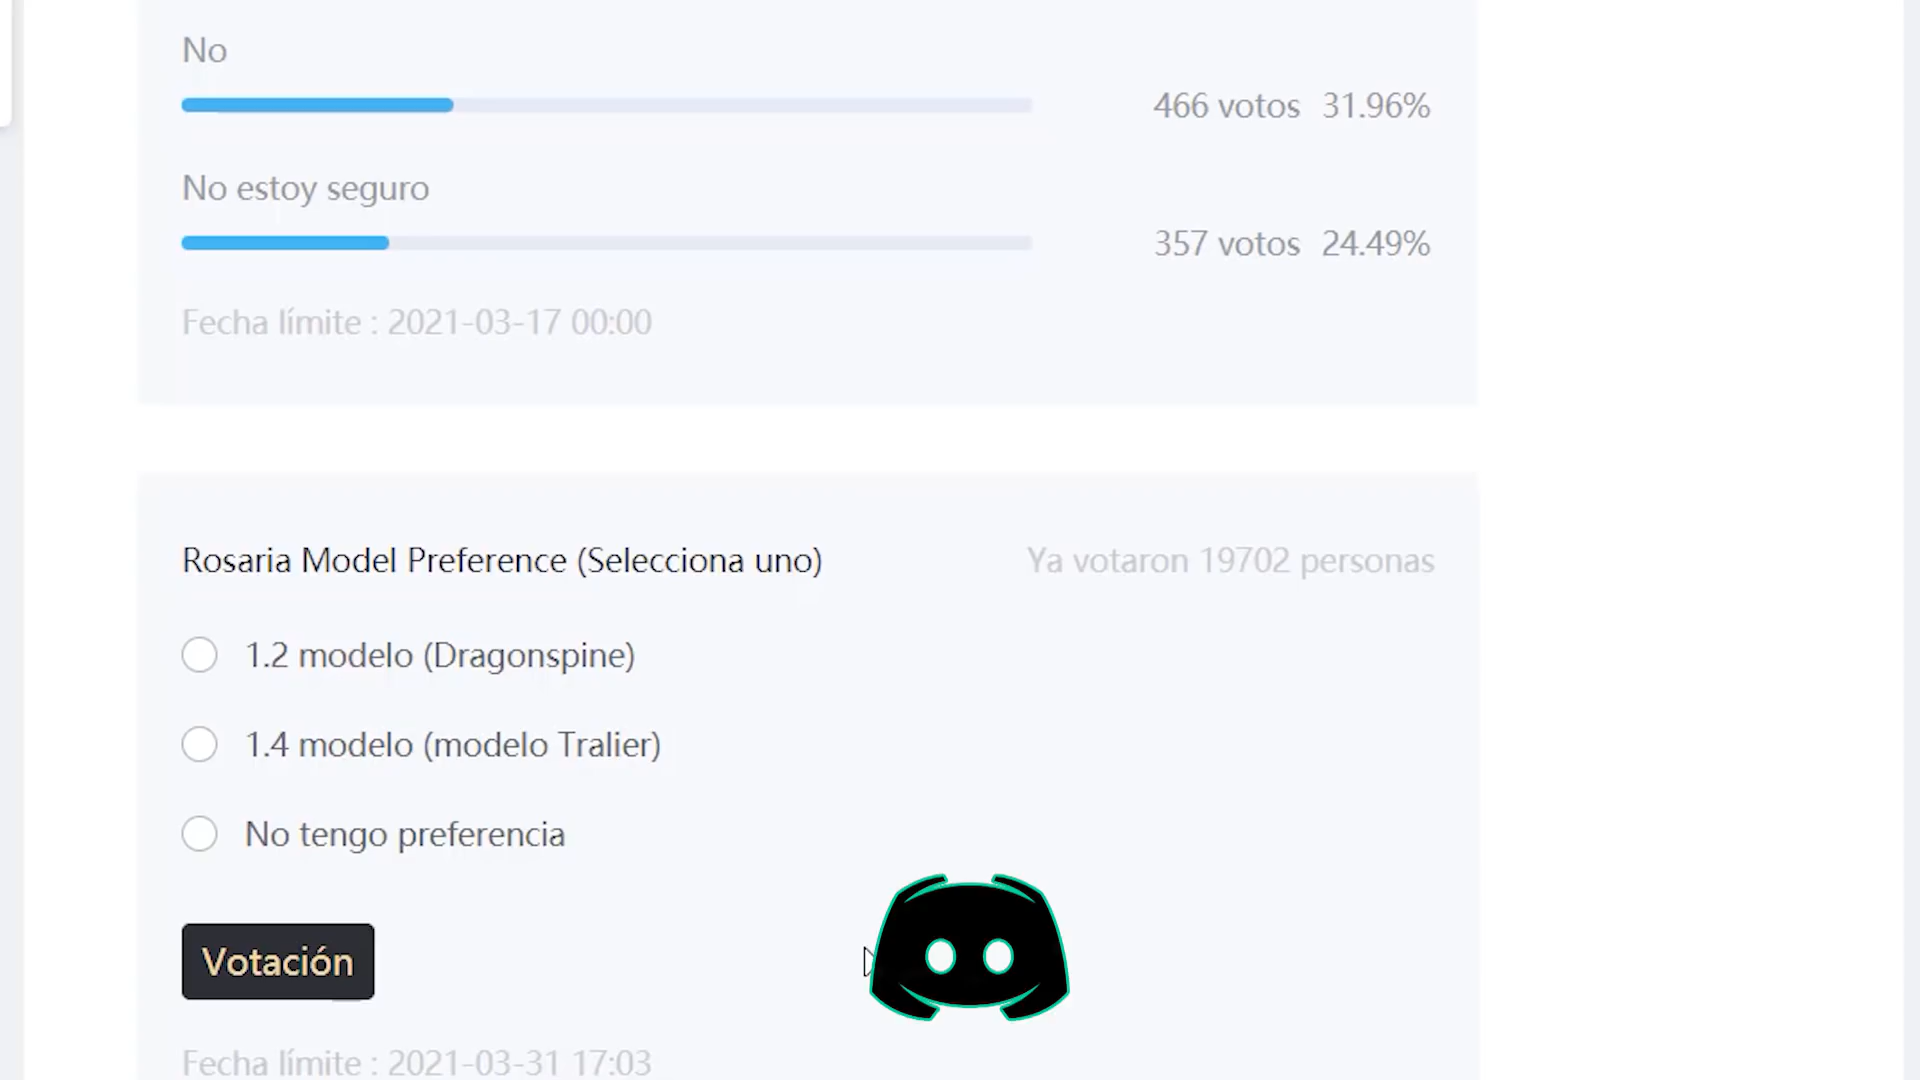 No
466 votos 31.96%
No estoy seguro
357 votos 24.49%
Fecha límite : 2021-03-17 00:00
Rosaria Model Preference (Selecciona uno)
Ya votaron 19702 personas
1.2 modelo (Dragonspine)
1.4 modelo (modelo Tralier)
No tengo preferencia
Votación
Fecha límite : 2021-03-31 17:03